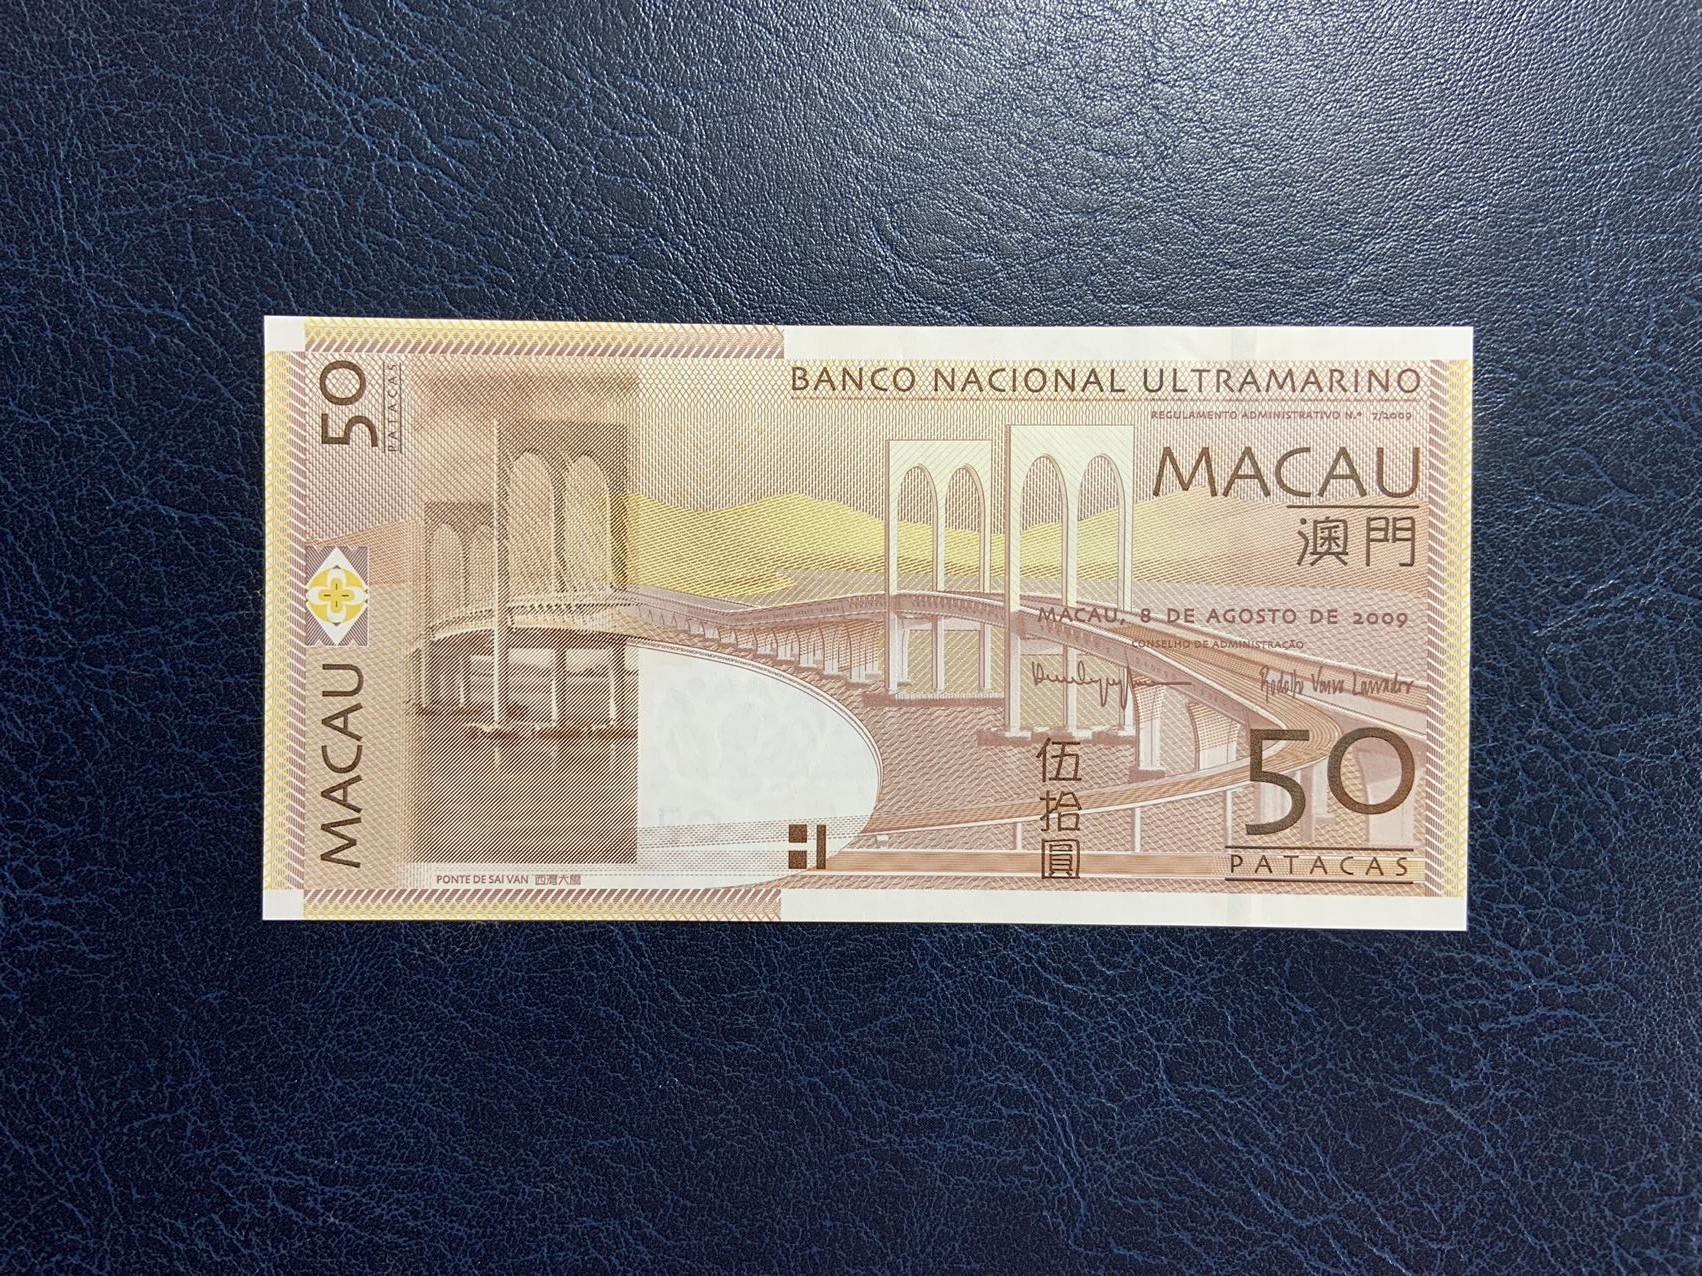 50
PATACAS
MACAU
BANCO NACIONAL ULTRAMARINO
REGULAMENTO ADMINISTRATIVO N.º 7/2009
MACAU
澳門
MACAU, 8 DE AGOSTO DE 2009
CONSELHO DE ADMINISTRAÇÃO
伍拾圓
50
PATACAS
PONTE DE SAI VAN 西灣大橋